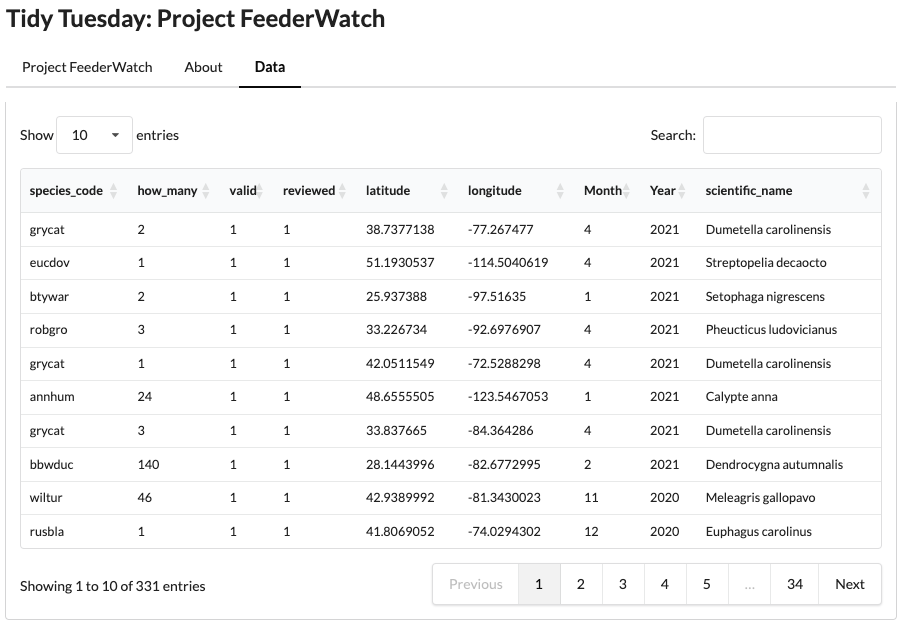 Tidy Tuesday: Project FeederWatch
Project FeederWatch About Data
Show 10 entries Search:
species_code how_many valid reviewed latitude longitude Month Year scientific_name
grycat 2 1 1 38.7377138 -77.267477 4 2021 Dumetella carolinensis
eucdov 1 1 1 51.1930537 -114.5040619 4 2021 Streptopelia decaocto
btywar 2 1 1 25.937388 -97.51635 1 2021 Setophaga nigrescens
robgro 3 1 1 33.226734 -92.6976907 4 2021 Pheucticus ludovicianus
grycat 1 1 1 42.0511549 -72.5288298 4 2021 Dumetella carolinensis
annhum 24 1 1 48.6555505 -123.5467053 1 2021 Calypte anna
grycat 3 1 1 33.837665 -84.364286 4 2021 Dumetella carolinensis
bbwduc 140 1 1 28.1443996 -82.6772995 2 2021 Dendrocygna autumnalis
wiltur 46 1 1 42.9389992 -81.3430023 11 2020 Meleagris gallopavo
rusbla 1 1 1 41.8069052 -74.0294302 12 2020 Euphagus carolinus
Showing 1 to 10 of 331 entries Previous 1 2 3 4 5 … 34 Next